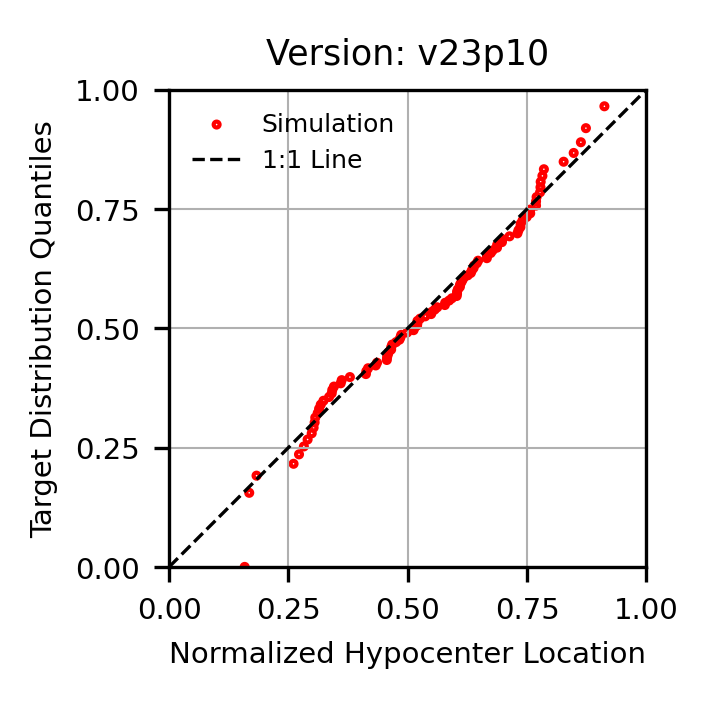 Version: v23p10
Target Distribution Quantiles
1.00
0.75
0.50
0.25
0.00
Simulation
1:1 Line
0.00 0.25 0.50 0.75 1.00
Normalized Hypocenter Location